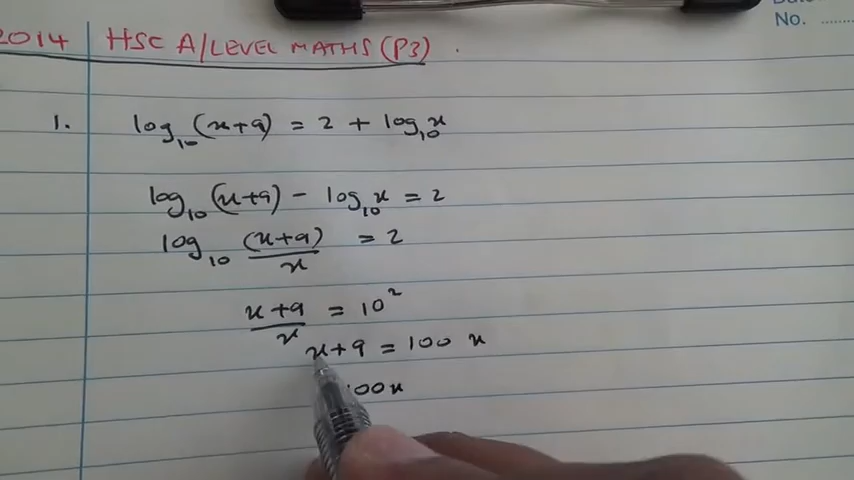 No. ........
2014 HSC A/LEVEL MATHS (P3).
1. log₁₀(x+9) = 2 + log₁₀x
log₁₀(x+9) - log₁₀x = 2
log₁₀ (x+9)/x = 2
x+9/x = 10²
x+9 = 100x
00x